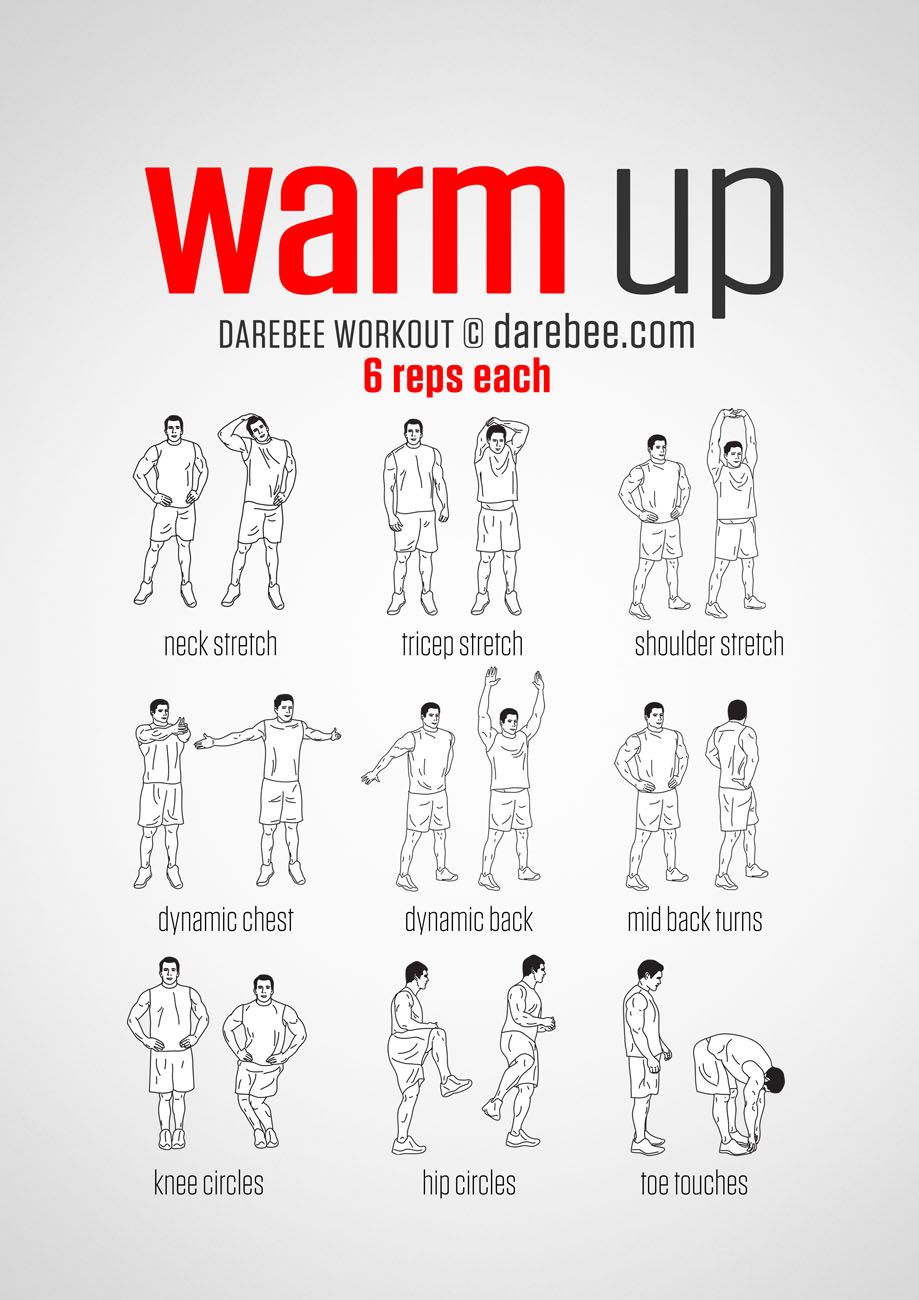 warm up
DAREBEE WORKOUT © darebee.com
6 reps each
neck stretch
tricep stretch
shoulder stretch
dynamic chest
dynamic back
mid back turns
knee circles
hip circles
toe touches